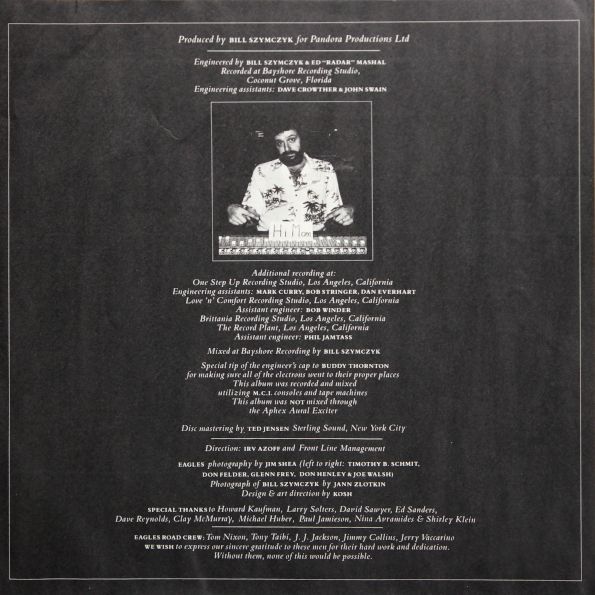 Produced by BILL SZYMCZYK for Pandora Productions Ltd
Engineered by BILL SZYMCZYK & ED "RADAR" MASHAL
Recorded at Bayshore Recording Studio,
Coconut Grove, Florida
Engineering assistants: DAVE CROWTHER & JOHN SWAIN
Hi Mom
Additional recording at:
One Step Up Recording Studio, Los Angeles, California
Engineering assistants: MARK CURRY, BOB STRINGER, DAN EVERHART
Love 'n' Comfort Recording Studio, Los Angeles, California
Assistant engineer: BOB WINDER
Brittania Recording Studio, Los Angeles, California
The Record Plant, Los Angeles, California
Assistant engineer: PHIL JAMTASS
Mixed at Bayshore Recording by BILL SZYMCZYK
Special tip of the engineer's cap to BUDDY THORNTON
for making sure all of the electrons went to their proper places
This album was recorded and mixed
utilizing M.C.I. consoles and tape machines
This album was NOT mixed through
the Aphex Aural Exciter
Disc mastering by TED JENSEN Sterling Sound, New York City
Direction: IRV AZOFF and Front Line Management
EAGLES photography by JIM SHEA (left to right: TIMOTHY B. SCHMIT,
DON FELDER, GLENN FREY, DON HENLEY & JOE WALSH)
Photograph of BILL SZYMCZYK by JANN ZLOTKIN
Design & art direction by KOSH
SPECIAL THANKS to Howard Kaufman, Larry Solters, David Sawyer, Ed Sanders,
Dave Reynolds, Clay McMurray, Michael Huber, Paul Jamieson, Nina Avramides & Shirley Klein
EAGLES ROAD CREW: Tom Nixon, Tony Taibi, J. J. Jackson, Jimmy Collins, Jerry Vaccarino
WE WISH to express our sincere gratitude to these men for their hard work and dedication.
Without them, none of this would be possible.